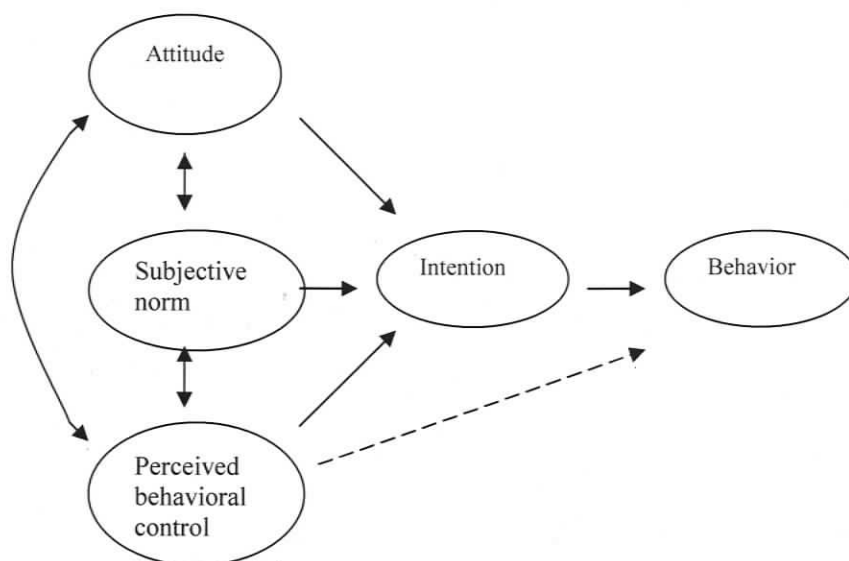 Attitude
Subjective
norm
Intention
Behavior
Perceived
behavioral
control